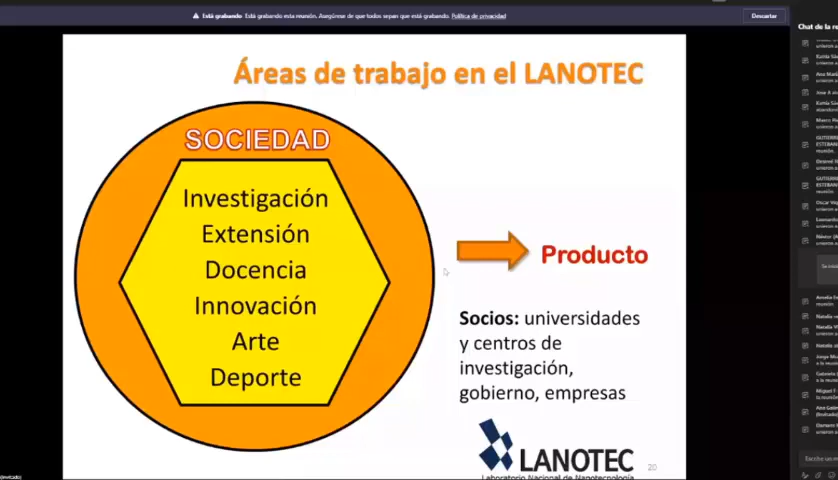 Está grabando Está grabando esta reunión. Asegúrese de que todos sepan que está grabando. Política de privacidad
Descartar
Chat de la re
Áreas de trabajo en el LANOTEC
SOCIEDAD
Investigación
Extensión
Docencia
Innovación
Arte
Deporte
Producto
Socios: universidades
y centros de
investigación,
gobierno, empresas
LANOTEC
Laboratorio Nacional de Nanotecnología
20